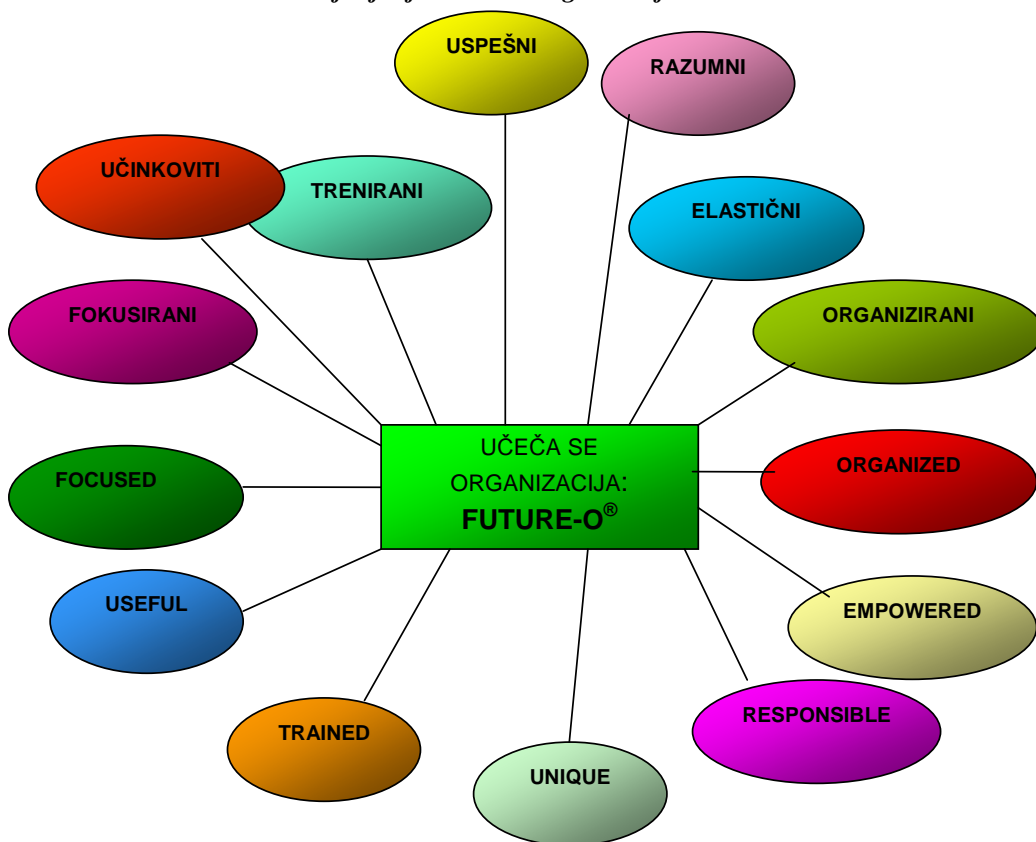 USPEŠNI
RAZUMNI
UČINKOVITI
TRENIRANI
ELASTIČNI
FOKUSIRANI
ORGANIZIRANI
UČEČA SE
ORGANIZACIJA:
FUTURE-O®
FOCUSED
ORGANIZED
USEFUL
EMPOWERED
TRAINED
RESPONSIBLE
UNIQUE